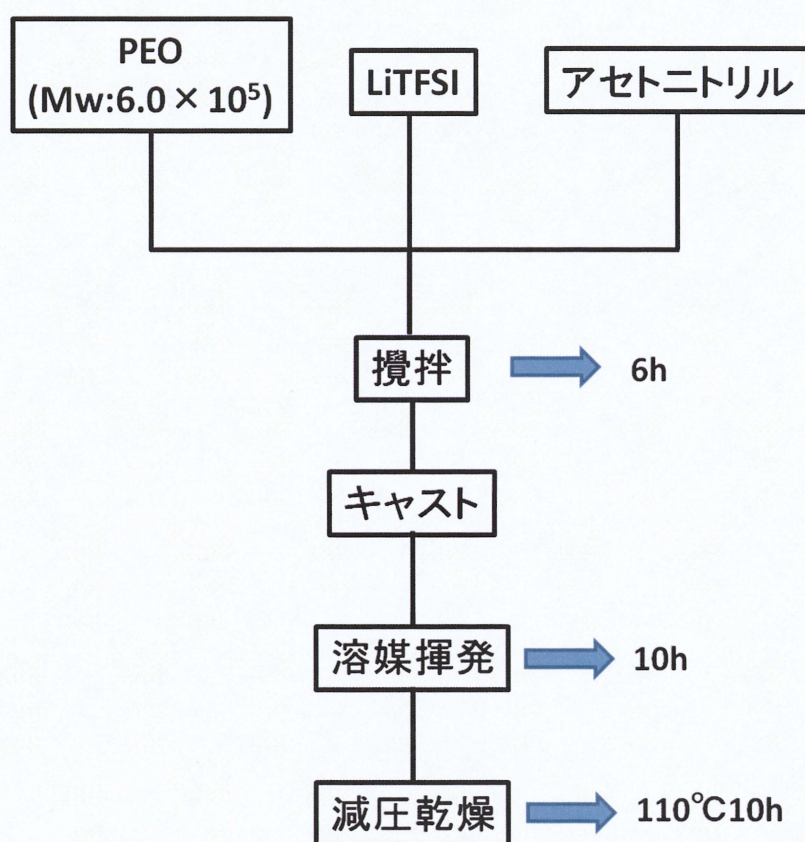 PEO
(Mw:6.0 × 10⁵)
LiTFSI
アセトニトリル
攪拌
6h
キャスト
溶媒揮発
10h
減圧乾燥
110℃10h